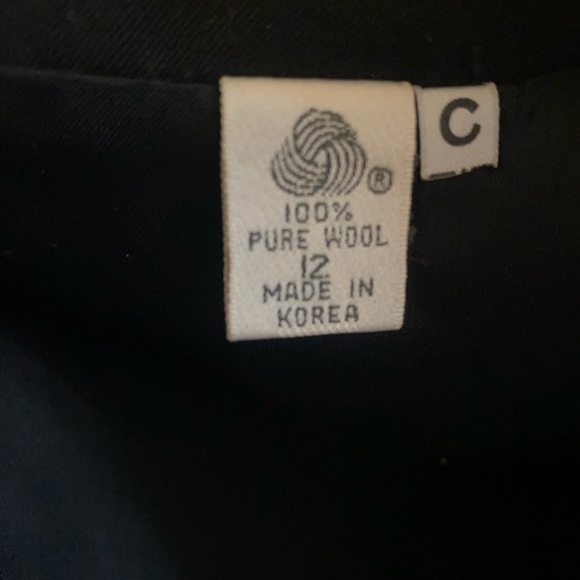 ®
100%
PURE WOOL
12
MADE IN
KOREA
C